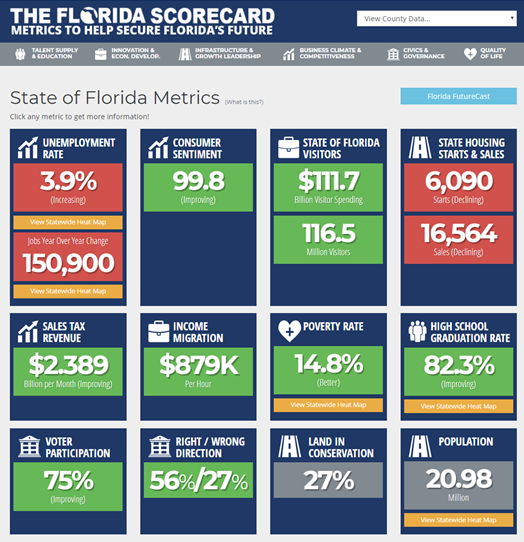 THE FLORIDA SCORECARD
METRICS TO HELP SECURE FLORIDA'S FUTURE
View County Data...
TALENT SUPPLY
& EDUCATION
INNOVATION &
ECON. DEVELOP.
INFRASTRUCTURE &
GROWTH LEADERSHIP
BUSINESS CLIMATE &
COMPETITIVENESS
CIVICS &
GOVERNANCE
QUALITY
OF LIFE
State of Florida Metrics (What is this?)
Florida FutureCast
Click any metric to get more information!
UNEMPLOYMENT
RATE
3.9%
(Increasing)
View Statewide Heat Map
Jobs Year Over Year Change
150,900
View Statewide Heat Map
CONSUMER
SENTIMENT
99.8
(Improving)
STATE OF FLORIDA
VISITORS
$111.7
Billion Visitor Spending
116.5
Million Visitors
STATE HOUSING
STARTS & SALES
6,090
Starts (Declining)
16,564
Sales (Declining)
SALES TAX
REVENUE
$2.389
Billion per Month (Improving)
INCOME
MIGRATION
$879K
Per Hour
POVERTY RATE
14.8%
(Better)
View Statewide Heat Map
HIGH SCHOOL
GRADUATION RATE
82.3%
(Improving)
View Statewide Heat Map
VOTER
PARTICIPATION
75%
(Improving)
RIGHT / WRONG
DIRECTION
56%/27%
LAND IN
CONSERVATION
27%
POPULATION
20.98
Million
View Statewide Heat Map